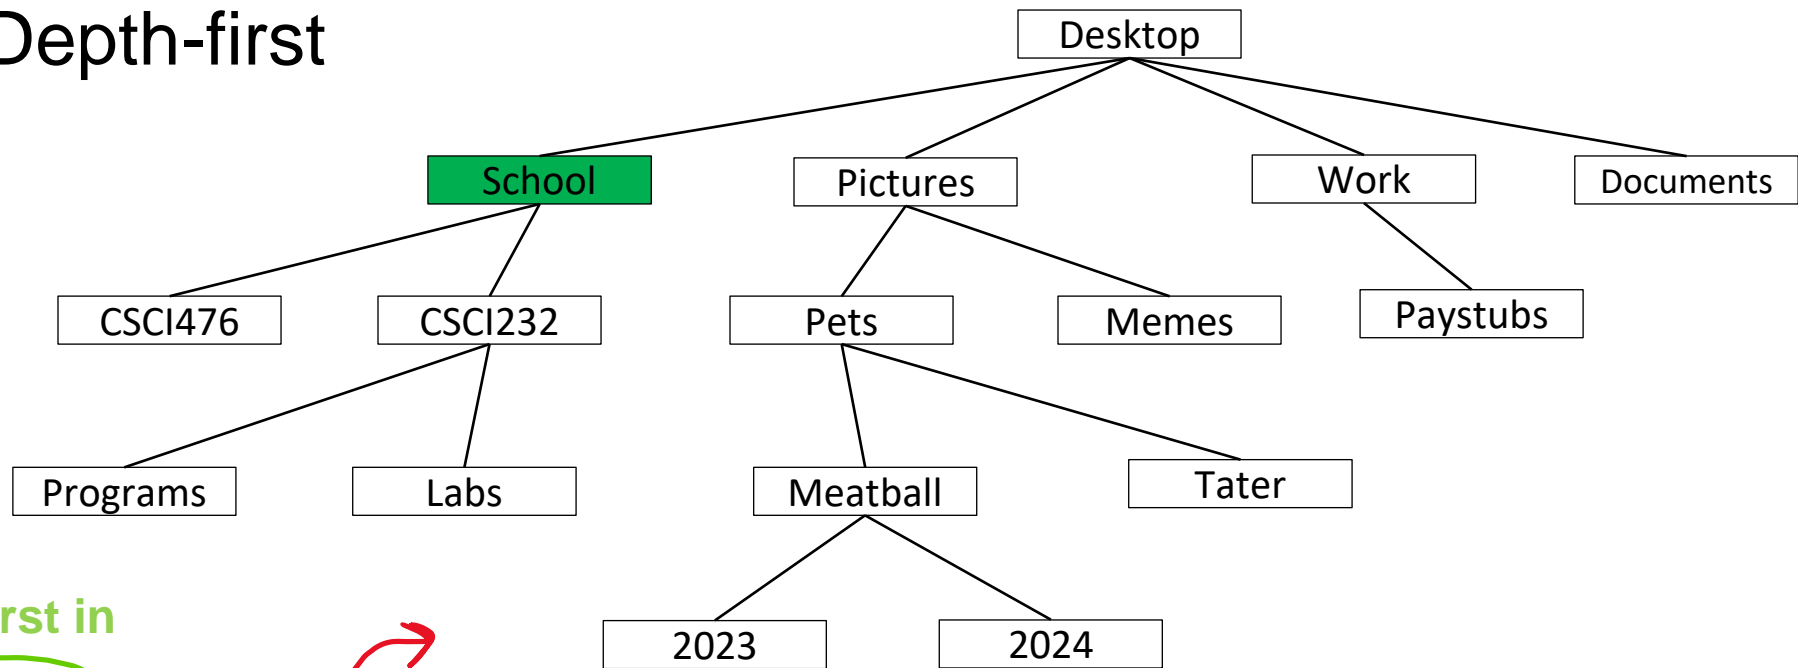 Depth-first
Desktop
School
Pictures
Work
Documents
CSCI476
CSCI232
Pets
Memes
Paystubs
Programs
Labs
Meatball
Tater
rst in
2023
2024